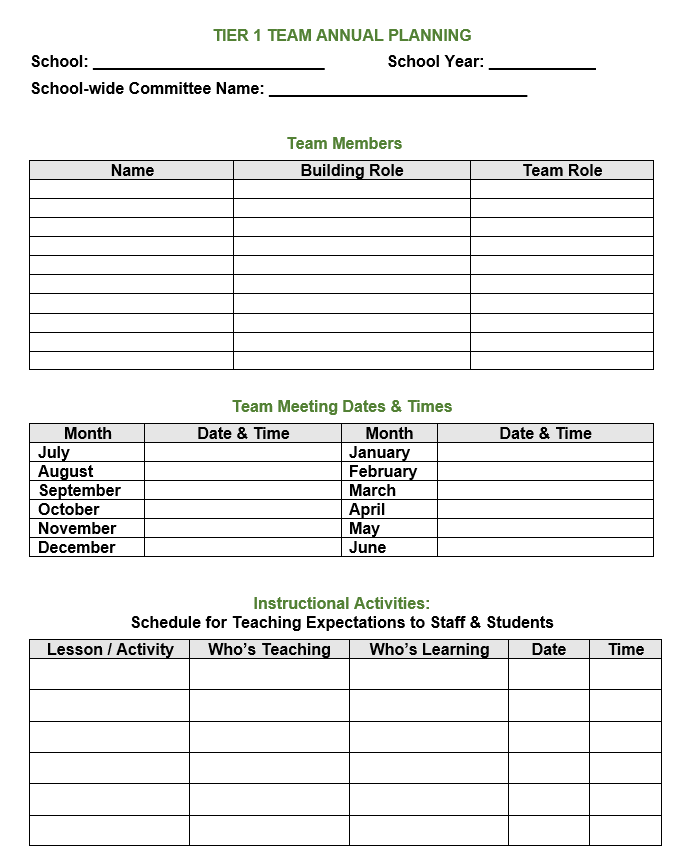 TIER 1 TEAM ANNUAL PLANNING
School: ___________________________ School Year: _____________
School-wide Committee Name: ______________________________
Team Members
Name Building Role Team Role
Team Meeting Dates & Times
Month Date & Time Month Date & Time
July January
August February
September March
October April
November May
December June
Instructional Activities:
Schedule for Teaching Expectations to Staff & Students
Lesson / Activity Who’s Teaching Who’s Learning Date Time